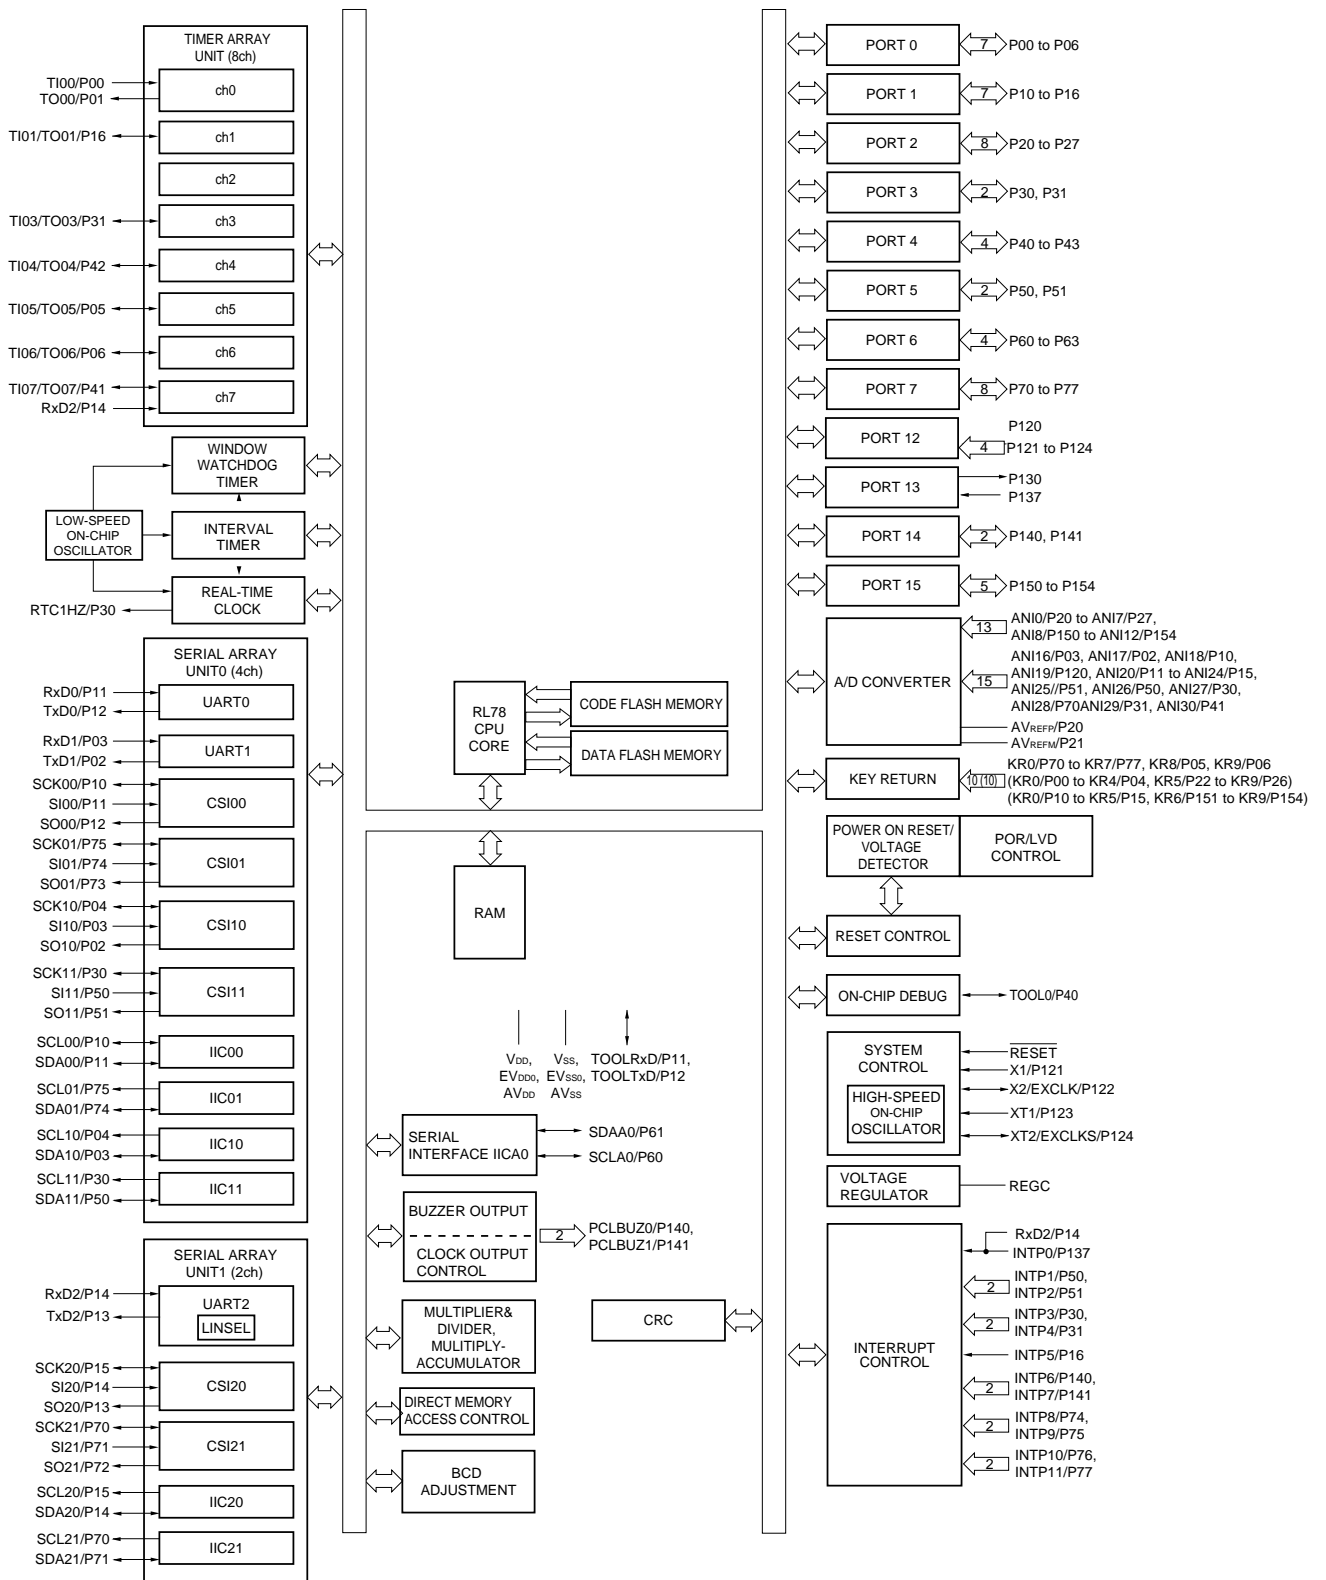 TIMER ARRAY
UNIT (8ch)
TI00/P00
TO00/P01
ch0
TI01/TO01/P16
ch1
ch2
TI03/TO03/P31
ch3
TI04/TO04/P42
ch4
TI05/TO05/P05
ch5
TI06/TO06/P06
ch6
TI07/TO07/P41
RxD2/P14
ch7
WINDOW
WATCHDOG
TIMER
LOW-SPEED
ON-CHIP
OSCILLATOR
INTERVAL
TIMER
REAL-TIME
CLOCK
RTC1HZ/P30
SERIAL ARRAY
UNIT0 (4ch)
RxD0/P11
TxD0/P12
UART0
RxD1/P03
TxD1/P02
UART1
SCK00/P10
SI00/P11
SO00/P12
CSI00
SCK01/P75
SI01/P74
SO01/P73
CSI01
SCK10/P04
SI10/P03
SO10/P02
CSI10
SCK11/P30
SI11/P50
SO11/P51
CSI11
SCL00/P10
SDA00/P11
IIC00
SCL01/P75
SDA01/P74
IIC01
SCL10/P04
SDA10/P03
IIC10
SCL11/P30
SDA11/P50
IIC11
SERIAL ARRAY
UNIT1 (2ch)
RxD2/P14
TxD2/P13
UART2
LINSEL
SCK20/P15
SI20/P14
SO20/P13
CSI20
SCK21/P70
SI21/P71
SO21/P72
CSI21
SCL20/P15
SDA20/P14
IIC20
SCL21/P70
SDA21/P71
IIC21
RL78
CPU
CORE
CODE FLASH MEMORY
DATA FLASH MEMORY
RAM
VDD,
EVDD0,
AVDD
VSS,
EVSS0,
AVSS
TOOLRxD/P11,
TOOLTxD/P12
SERIAL
INTERFACE IICA0
SDAA0/P61
SCLA0/P60
BUZZER OUTPUT
CLOCK OUTPUT
CONTROL
2
PCLBUZ0/P140,
PCLBUZ1/P141
MULTIPLIER&
DIVIDER,
MULITIPLY-
ACCUMULATOR
DIRECT MEMORY
ACCESS CONTROL
BCD
ADJUSTMENT
CRC
PORT 0 7 P00 to P06
PORT 1 7 P10 to P16
PORT 2 8 P20 to P27
PORT 3 2 P30, P31
PORT 4 4 P40 to P43
PORT 5 2 P50, P51
PORT 6 4 P60 to P63
PORT 7 8 P70 to P77
P120
PORT 12 4 P121 to P124
P130
PORT 13
P137
PORT 14 2 P140, P141
PORT 15 5 P150 to P154
A/D CONVERTER
13
ANI0/P20 to ANI7/P27,
ANI8/P150 to ANI12/P154
15
ANI16/P03, ANI17/P02, ANI18/P10,
ANI19/P120, ANI20/P11 to ANI24/P15,
ANI25//P51, ANI26/P50, ANI27/P30,
ANI28/P70ANI29/P31, ANI30/P41
AVREFP/P20
AVREFM/P21
KEY RETURN
10 (10)
KR0/P70 to KR7/P77, KR8/P05, KR9/P06
(KR0/P00 to KR4/P04, KR5/P22 to KR9/P26)
(KR0/P10 to KR5/P15, KR6/P151 to KR9/P154)
POWER ON RESET/
VOLTAGE
DETECTOR
POR/LVD
CONTROL
RESET CONTROL
ON-CHIP DEBUG
TOOL0/P40
SYSTEM
CONTROL
HIGH-SPEED
ON-CHIP
OSCILLATOR
RESET
X1/P121
X2/EXCLK/P122
XT1/P123
XT2/EXCLKS/P124
VOLTAGE
REGULATOR
REGC
INTERRUPT
CONTROL
RxD2/P14
INTP0/P137
2
INTP1/P50,
INTP2/P51
2
INTP3/P30,
INTP4/P31
INTP5/P16
2
INTP6/P140,
INTP7/P141
2
INTP8/P74,
INTP9/P75
2
INTP10/P76,
INTP11/P77